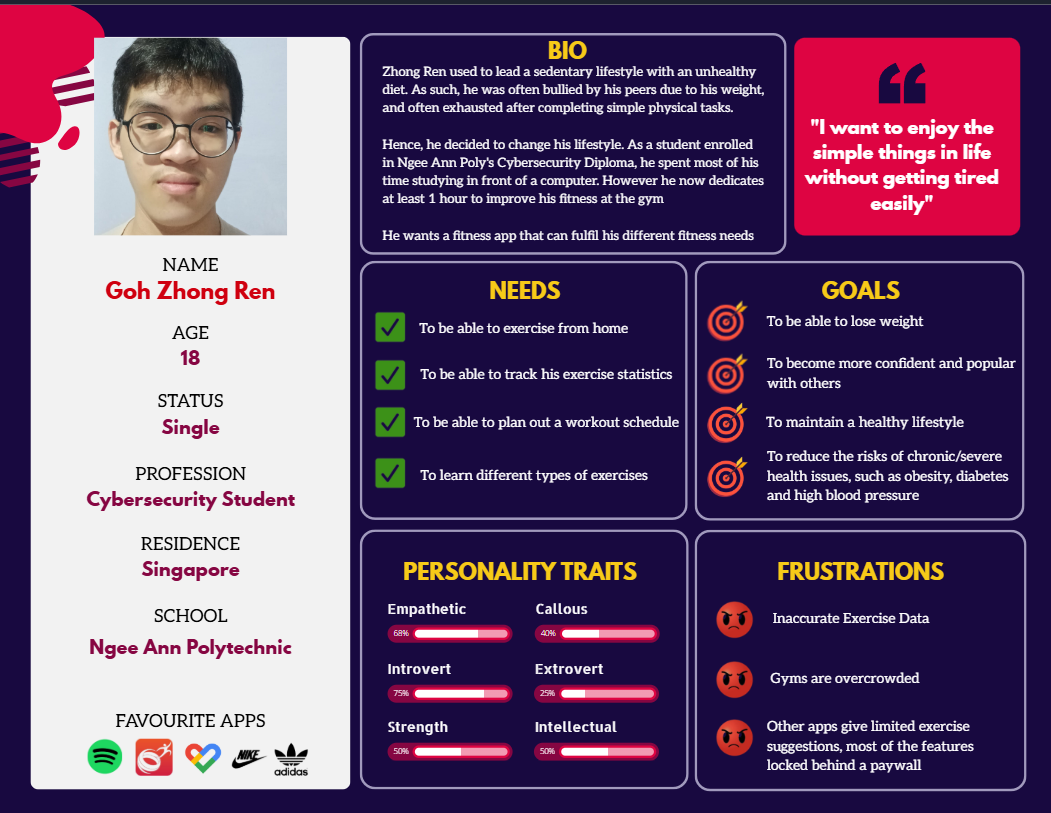 NAME
Goh Zhong Ren
AGE
18
STATUS
Single
PROFESSION
Cybersecurity Student
RESIDENCE
Singapore
SCHOOL
Ngee Ann Polytechnic
FAVOURITE APPS
NIKE
adidas
BIO
Zhong Ren used to lead a sedentary lifestyle with an unhealthy
diet. As such, he was often bullied by his peers due to his weight,
and often exhausted after completing simple physical tasks.
Hence, he decided to change his lifestyle. As a student enrolled
in Ngee Ann Poly's Cybersecurity Diploma, he spent most of his
time studying in front of a computer. However he now dedicates
at least 1 hour to improve his fitness at the gym
He wants a fitness app that can fulfil his different fitness needs
"I want to enjoy the
simple things in life
without getting tired
easily"
NEEDS
To be able to exercise from home
To be able to track his exercise statistics
To be able to plan out a workout schedule
To learn different types of exercises
GOALS
To be able to lose weight
To become more confident and popular
with others
To maintain a healthy lifestyle
To reduce the risks of chronic/severe
health issues, such as obesity, diabetes
and high blood pressure
PERSONALITY TRAITS
Empathetic
68%
Callous
40%
Introvert
75%
Extrovert
25%
Strength
50%
Intellectual
50%
FRUSTRATIONS
Inaccurate Exercise Data
Gyms are overcrowded
Other apps give limited exercise
suggestions, most of the features
locked behind a paywall